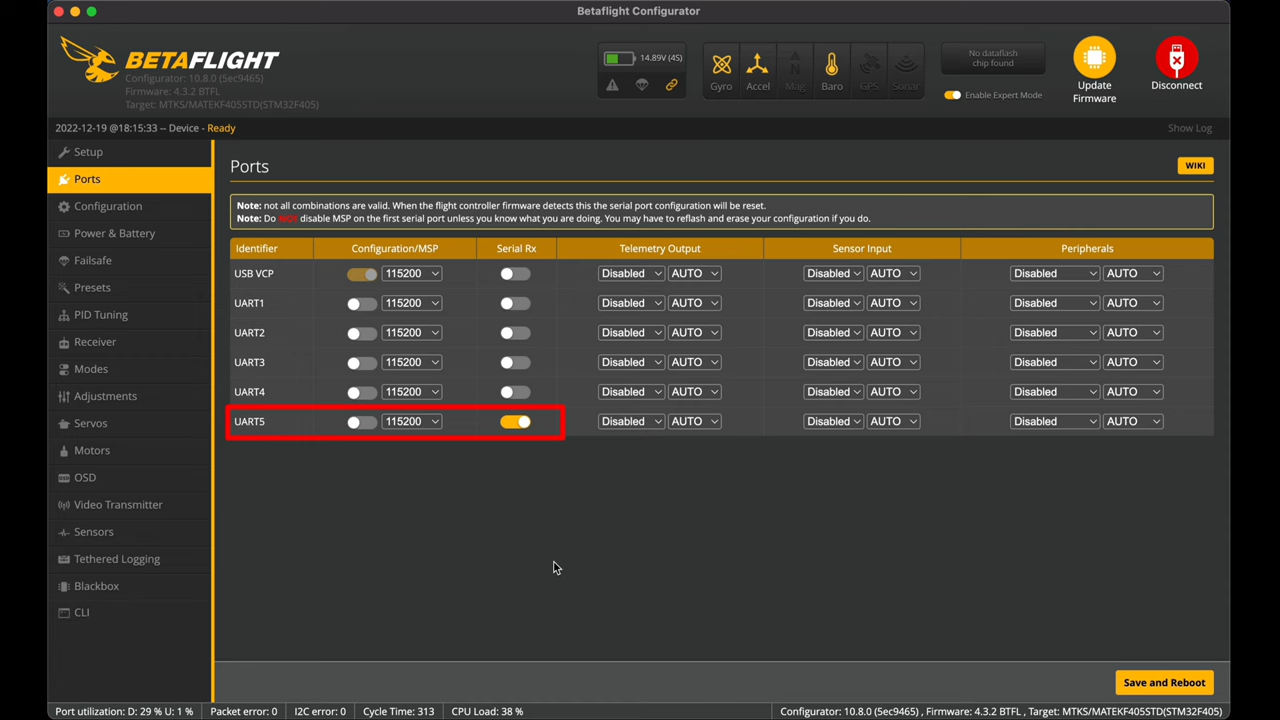 Betaflight Configurator
BETAFLIGHT
Configurator: 10.8.0 (5ec9465)
Firmware: 4.3.2 BTFL
Target: MTKS/MATEKF405STD(STM32F405)
14.89V (4S)
Gyro Accel Mag Baro GPS Sonar
No dataflash
chip found
Enable Expert Mode
Update
Firmware
Disconnect
2022-12-19 @18:15:33 -- Device - Ready
Show Log
Setup
Ports
Configuration
Power & Battery
Failsafe
Presets
PID Tuning
Receiver
Modes
Adjustments
Servos
Motors
OSD
Video Transmitter
Sensors
Tethered Logging
Blackbox
CLI
Ports
WIKI
Note: not all combinations are valid. When the flight controller firmware detects this the serial port configuration will be reset.
Note: Do NOT disable MSP on the first serial port unless you know what you are doing. You may have to reflash and erase your configuration if you do.
Identifier Configuration/MSP Serial Rx Telemetry Output Sensor Input Peripherals
USB VCP 115200 Disabled AUTO Disabled AUTO Disabled AUTO
UART1 115200 Disabled AUTO Disabled AUTO Disabled AUTO
UART2 115200 Disabled AUTO Disabled AUTO Disabled AUTO
UART3 115200 Disabled AUTO Disabled AUTO Disabled AUTO
UART4 115200 Disabled AUTO Disabled AUTO Disabled AUTO
UART5 115200 Disabled AUTO Disabled AUTO Disabled AUTO
Save and Reboot
Port utilization: D: 29 % U: 1 % Packet error: 0 I2C error: 0 Cycle Time: 313 CPU Load: 38 % Configurator: 10.8.0 (5ec9465) , Firmware: 4.3.2 BTFL , Target: MTKS/MATEKF405STD(STM32F405)